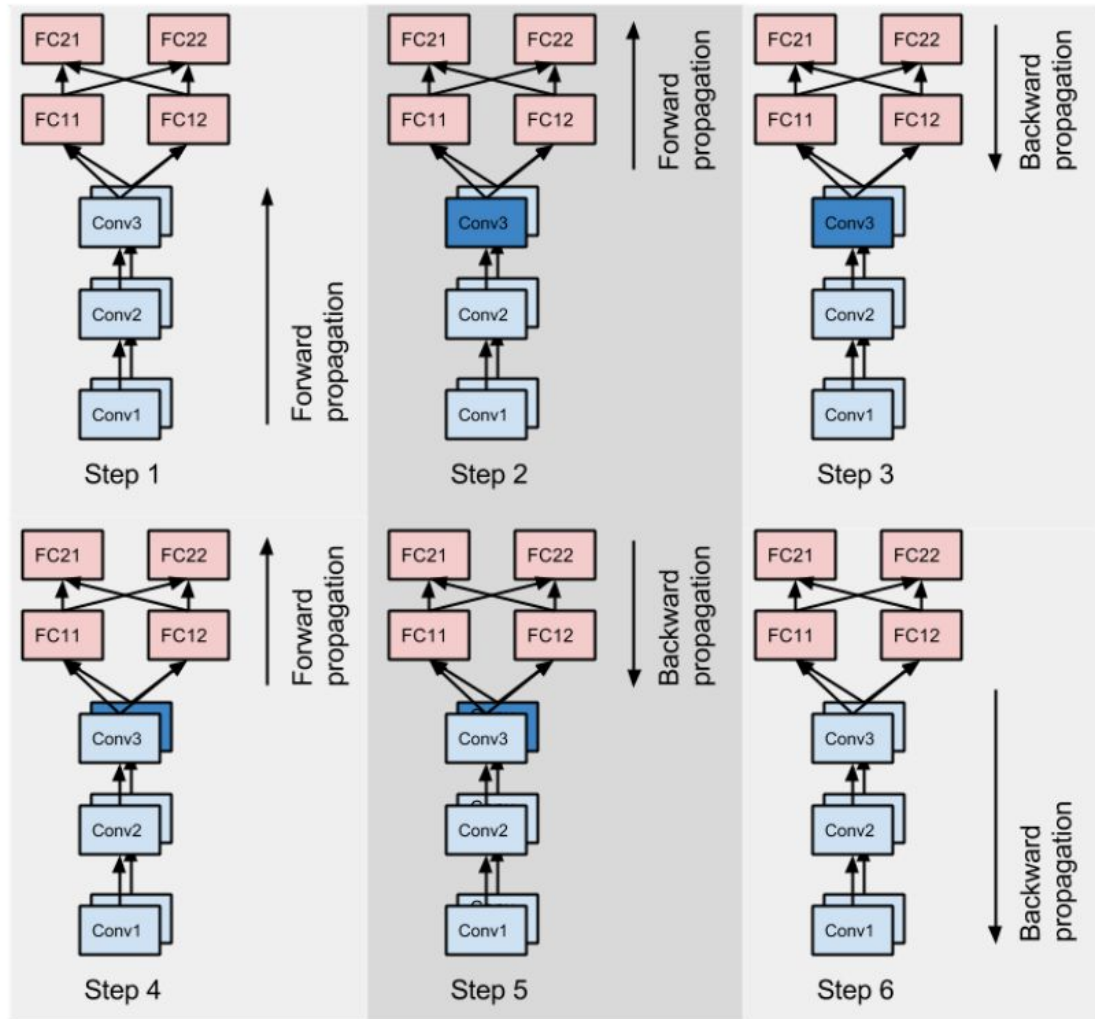 FC21 FC22
FC11 FC12
Conv3
Conv2
Conv1
Forward
propagation
Step 1
FC21 FC22
FC11 FC12
Conv3
Conv2
Conv1
Forward
propagation
Step 2
FC21 FC22
FC11 FC12
Conv3
Conv2
Conv1
Backward
propagation
Step 3
FC21 FC22
FC11 FC12
Conv3
Conv2
Conv1
Forward
propagation
Step 4
FC21 FC22
FC11 FC12
Conv3
Conv2
Conv1
Backward
propagation
Step 5
FC21 FC22
FC11 FC12
Conv3
Conv2
Conv1
Backward
propagation
Step 6